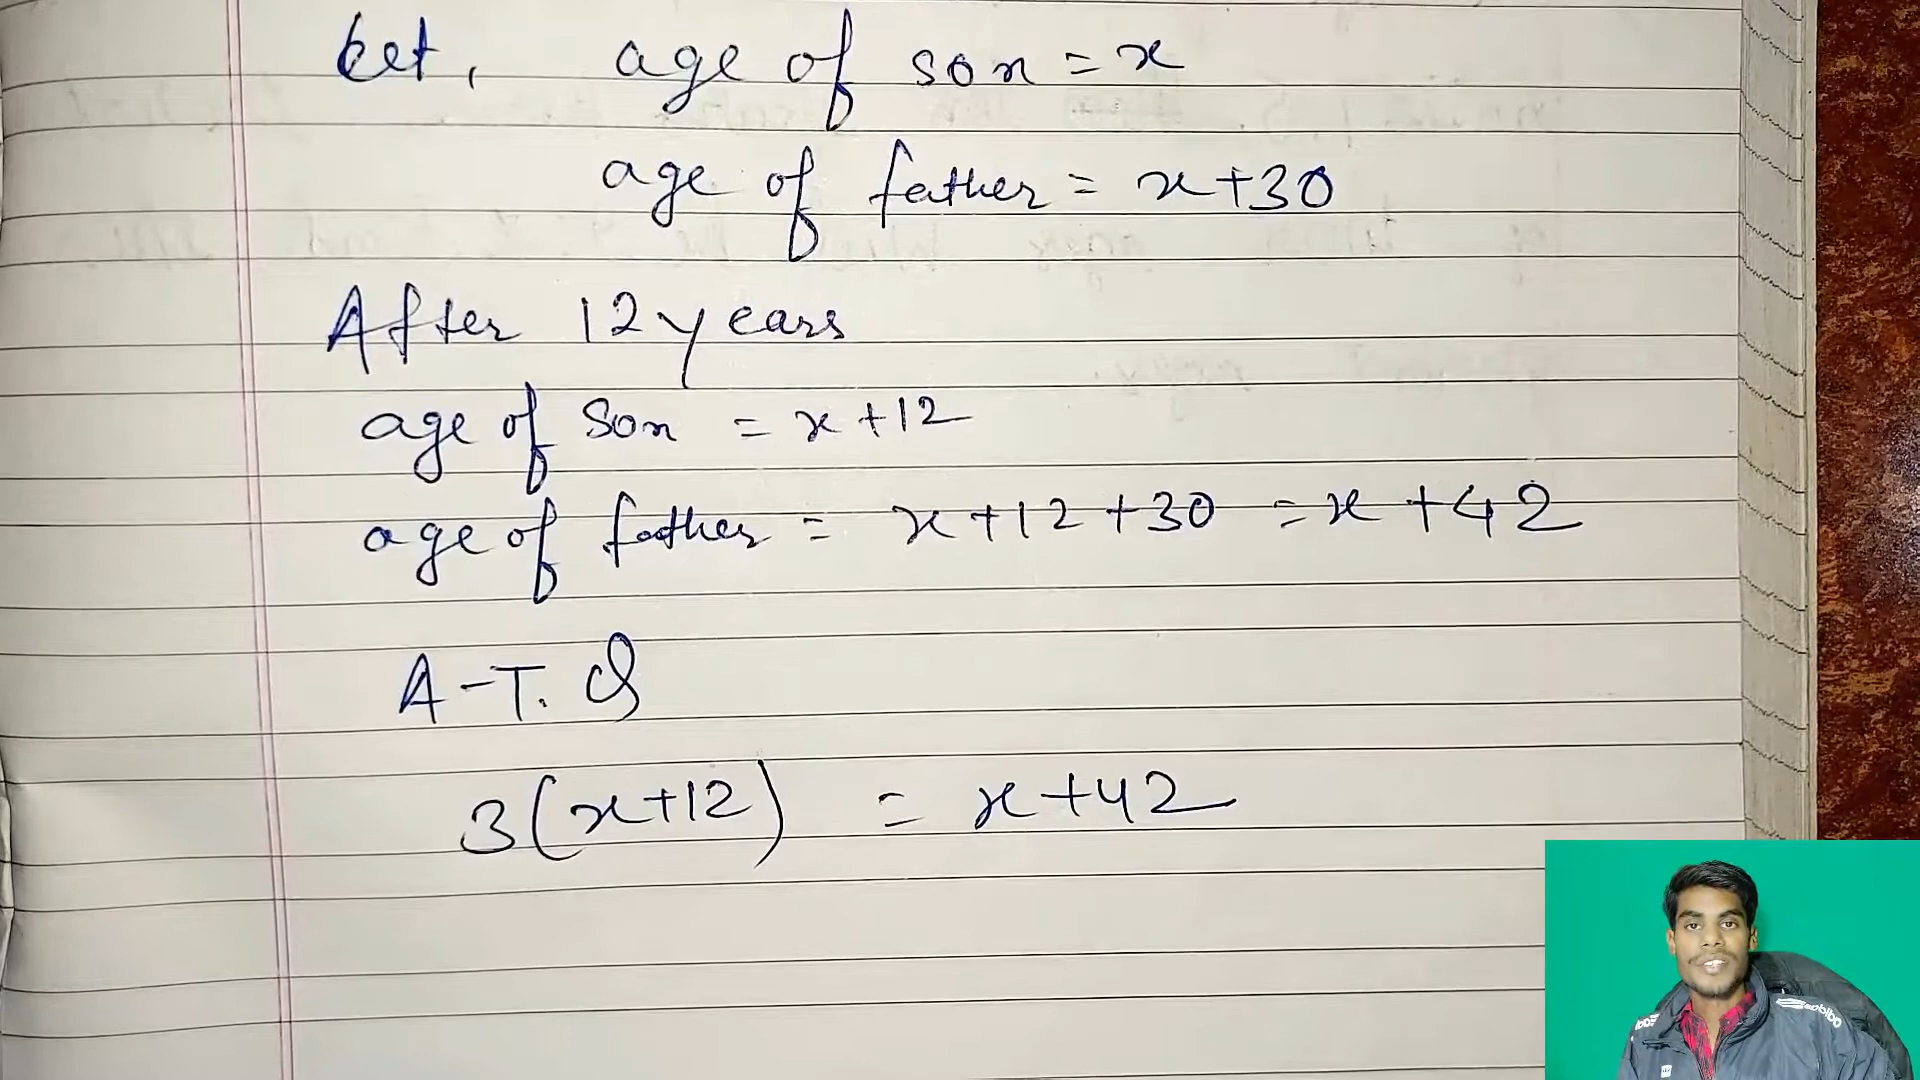 Let, age of son = x
age of father = x+30
After 12 years
age of son = x+12
age of father = x+12+30 = x+42
A-T.Q
3(x+12) = x+42